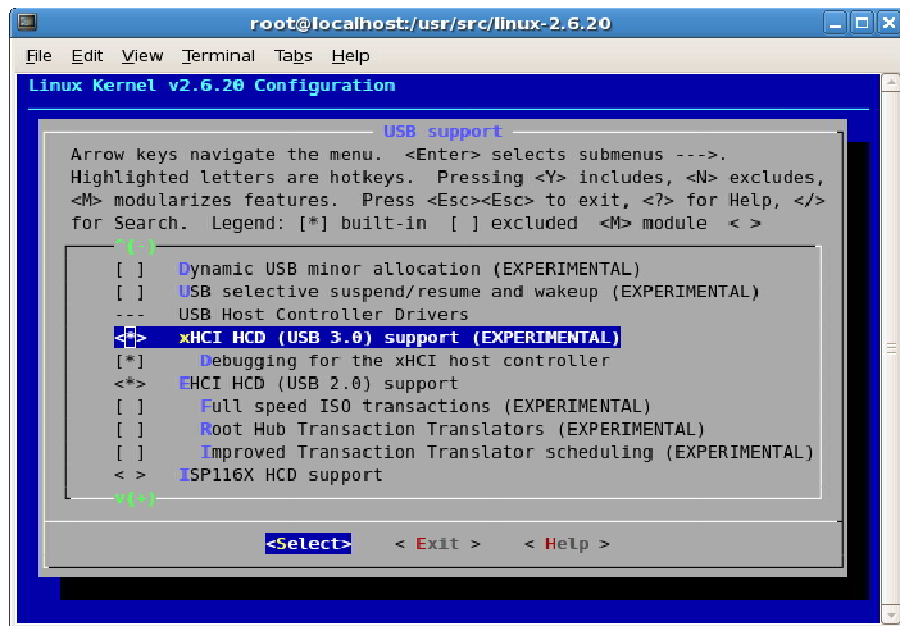 root@localhost:/usr/src/linux-2.6.20
File Edit View Terminal Tabs Help
Linux Kernel v2.6.20 Configuration
USB support
Arrow keys navigate the menu. <Enter> selects submenus --->.
Highlighted letters are hotkeys. Pressing <Y> includes, <N> excludes,
<M> modularizes features. Press <Esc><Esc> to exit, <?> for Help, </>
for Search. Legend: [*] built-in [ ] excluded <M> module < >
^(-)
[ ] Dynamic USB minor allocation (EXPERIMENTAL)
[ ] USB selective suspend/resume and wakeup (EXPERIMENTAL)
--- USB Host Controller Drivers
<*> xHCI HCD (USB 3.0) support (EXPERIMENTAL)
[*] Debugging for the xHCI host controller
<*> EHCI HCD (USB 2.0) support
[ ] Full speed ISO transactions (EXPERIMENTAL)
[ ] Root Hub Transaction Translators (EXPERIMENTAL)
[ ] Improved Transaction Translator scheduling (EXPERIMENTAL)
< > ISP116X HCD support
v(+)
<Select> < Exit > < Help >